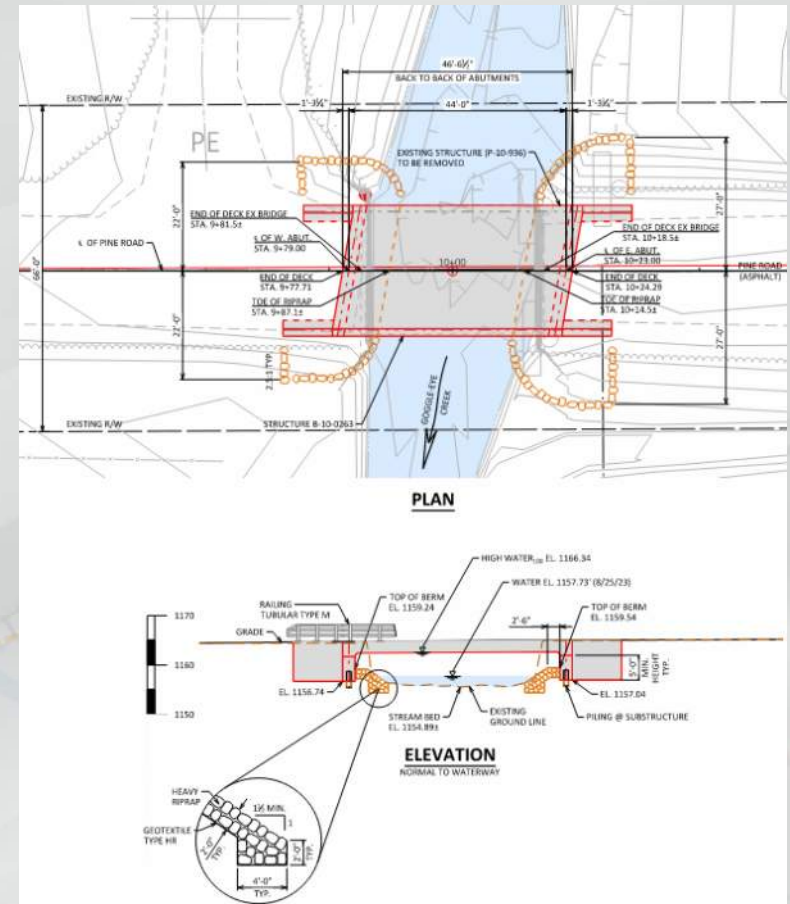 46'-6½"
BACK TO BACK OF ABUTMENTS
EXISTING R/W
1'-3½"
44'-0"
1'-3½"
PE
EXISTING STRUCTURE (P-10-936)
TO BE REMOVED
22'-0"
27'-0"
END OF DECK EX BRIDGE
STA. 9+81.5±
END OF DECK EX BRIDGE
STA. 10+18.5±
℄ OF W. ABUT.
STA. 9+79.00
℄ OF E. ABUT.
STA. 10+23.00
℄ OF PINE ROAD
10+00
66'-0"
PINE ROAD
(ASPHALT)
END OF DECK
STA. 9+77.71
END OF DECK
STA. 10+24.29
TOE OF RIPRAP
STA. 9+87.1±
TOE OF RIPRAP
STA. 10+14.5±
22'-0"
27'-0"
2.5:1 TYP.
GOGGLE-EYE
CREEK
EXISTING R/W
STRUCTURE B-10-0263
PLAN
HIGH WATER₁₀₀ EL. 1166.34
WATER EL. 1157.73' (8/25/23)
RAILING
TUBULAR TYPE M
TOP OF BERM
EL. 1159.24
2'-6"
TOP OF BERM
EL. 1159.54
1170
GRADE
1160
5'-0"
MIN.
HEIGHT
TYP.
EL. 1156.74
EL. 1157.04
1150
STREAM BED
EL. 1154.89±
EXISTING
GROUND LINE
PILING @ SUBSTRUCTURE
ELEVATION
NORMAL TO WATERWAY
HEAVY
RIPRAP
1½ MIN.
1
GEOTEXTILE
TYPE HR
2'-0"
TYP.
2'-0"
TYP.
4'-0"
TYP.